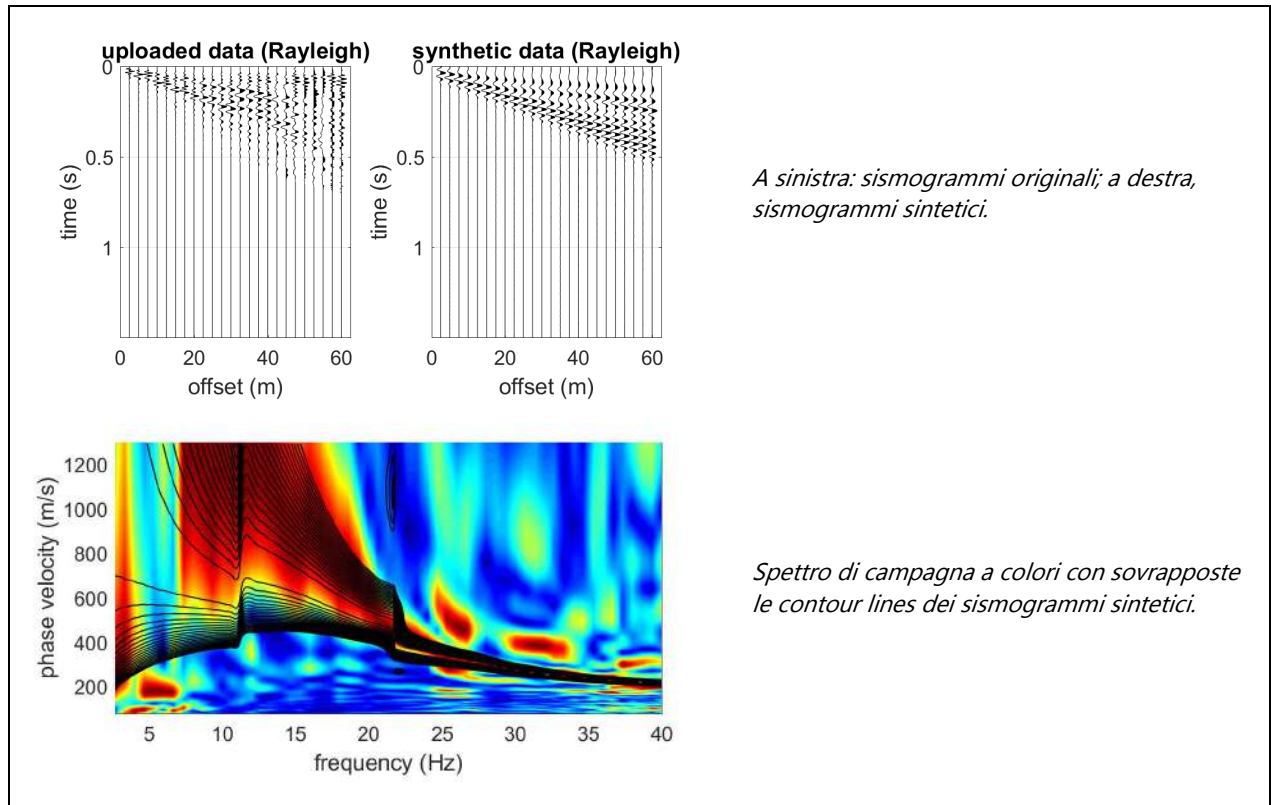 uploaded data (Rayleigh)
synthetic data (Rayleigh)
0
0.5
1
time (s)
0 20 40 60
offset (m)
0
0.5
1
time (s)
0 20 40 60
offset (m)
A sinistra: sismogrammi originali; a destra,
sismogrammi sintetici.
1200
1000
800
600
400
200
phase velocity (m/s)
5 10 15 20 25 30 35 40
frequency (Hz)
Spettro di campagna a colori con sovrapposte
le contour lines dei sismogrammi sintetici.